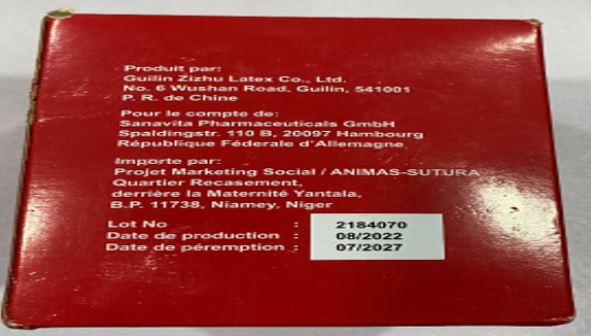 Produit par:
Guilin Zizhu Latex Co., Ltd.
No. 6 Wushan Road, Guilin, 541001
P. R. de Chine
Pour le compte de:
Sanavita Pharmaceuticals GmbH
Spaldingstr. 110 B, 20097 Hambourg
République Féderale d'Allemagne
Importe par:
Projet Marketing Social / ANIMAS-SUTURA
Quartier Recasement,
derrière la Maternité Yantala,
B.P. 11738, Niamey, Niger
Lot No : 2184070
Date de production : 08/2022
Date de péremption : 07/2027